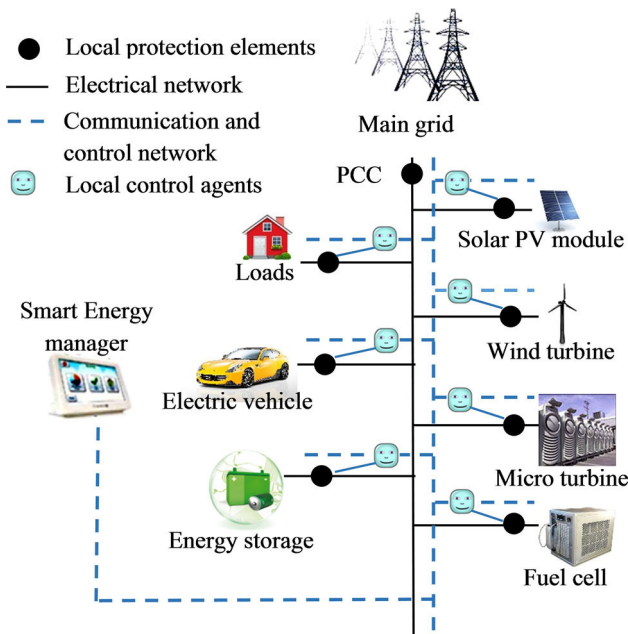 Local protection elements
Electrical network
Communication and
control network
Local control agents
Main grid
PCC
Solar PV module
Loads
Smart Energy
manager
Wind turbine
Electric vehicle
Micro turbine
Energy storage
Fuel cell